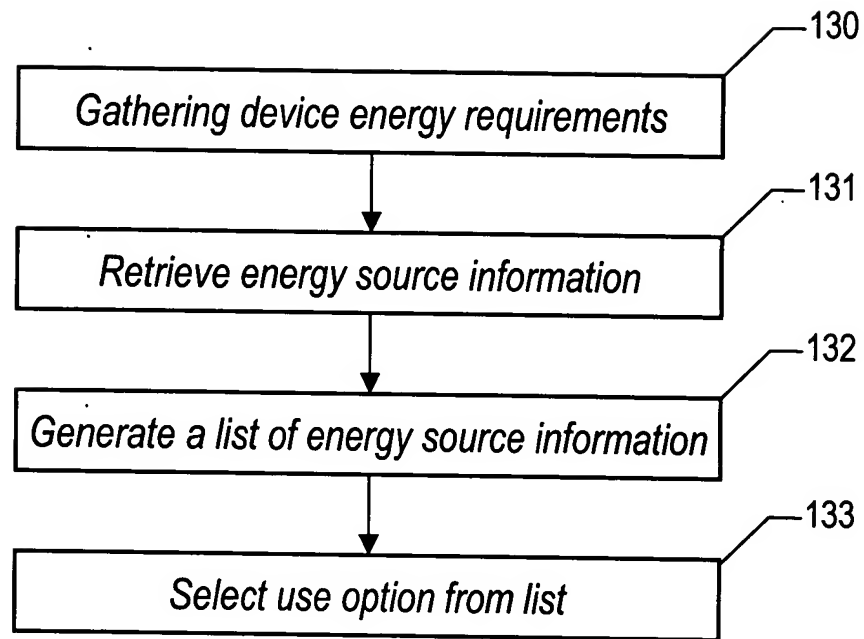 130
Gathering device energy requirements
131
Retrieve energy source information
132
Generate a list of energy source information
133
Select use option from list